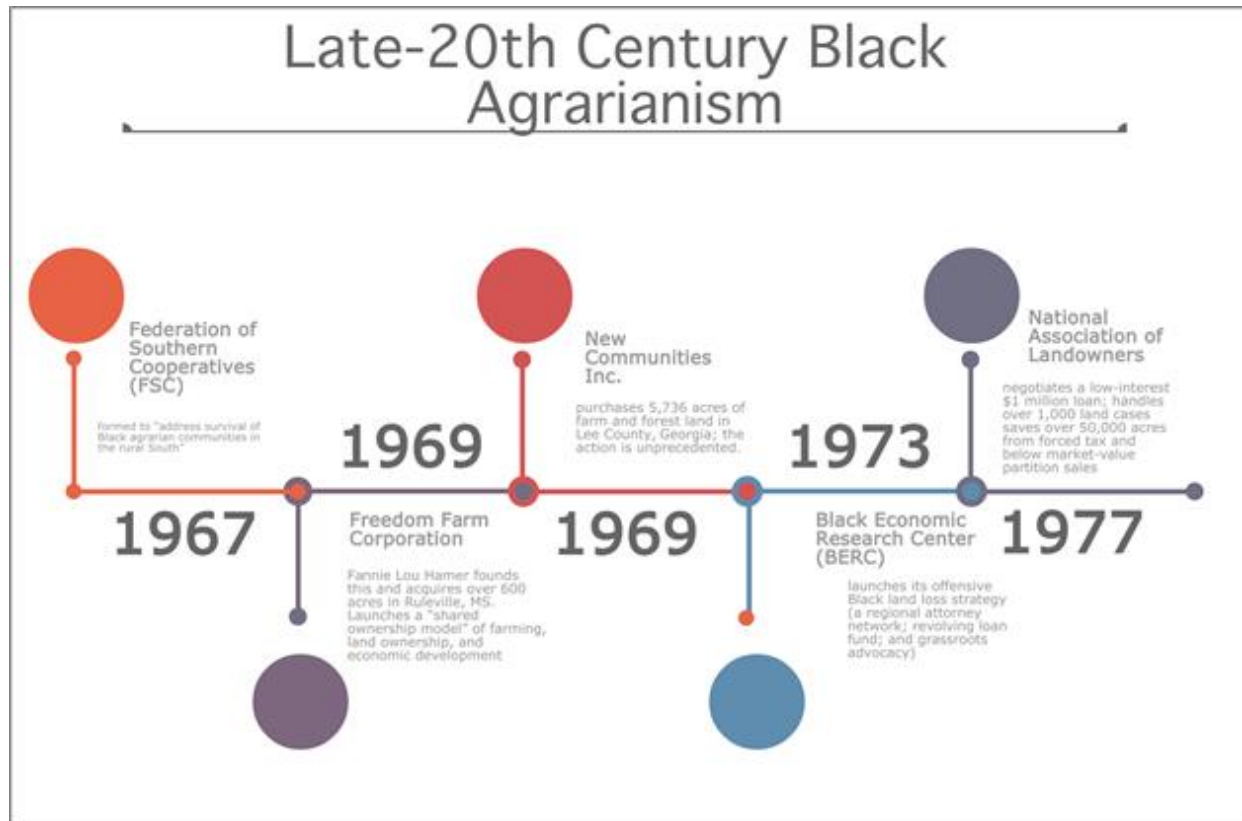 Late-20th Century Black
Agrarianism
Federation of
Southern
Cooperatives
(FSC)
formed to "address survival of
Black agrarian communities in
the rural South"
1967
1969
Freedom Farm
Corporation
Fannie Lou Hamer founds
this and acquires over 600
acres in Ruleville, MS.
Launches a "shared
ownership model" of farming,
land ownership, and
economic development
New
Communities
Inc.
purchases 5,736 acres of
farm and forest land in
Lee County, Georgia; the
action is unprecedented.
1969
1973
Black Economic
Research Center
(BERC)
launches its offensive
Black land loss strategy
(a regional attorney
network; revolving loan
fund; and grassroots
advocacy)
National
Association of
Landowners
negotiates a low-interest
$1 million loan; handles
over 1,000 land cases
saves over 50,000 acres
from forced tax and
below market-value
partition sales
1977